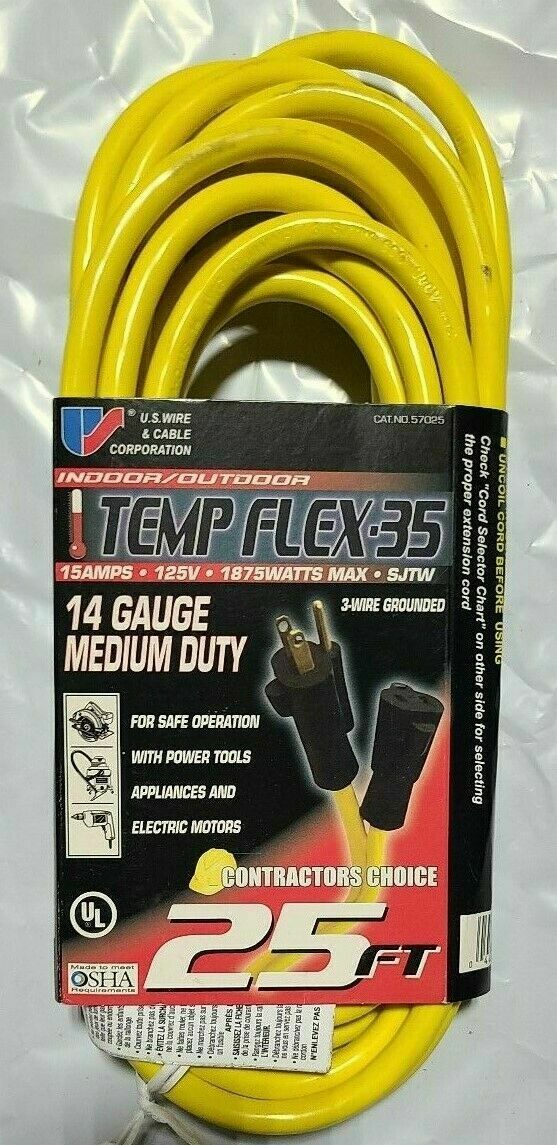 U.S. WIRE
& CABLE
CORPORATION
CAT.NO.57025
INDOOR/OUTDOOR
TEMP FLEX-35
15AMPS • 125V • 1875WATTS MAX • SJTW
14 GAUGE
MEDIUM DUTY
3-WIRE GROUNDED
FOR SAFE OPERATION
WITH POWER TOOLS
APPLIANCES AND
ELECTRIC MOTORS
CONTRACTORS CHOICE
25FT
UL
Made to meet
OSHA
Requirements
■ UNCOIL CORD BEFORE USING
Check "Cord Selector Chart" on other side for selecting
the proper extension cord
APRÈS
N'ENLEVEZ PAS